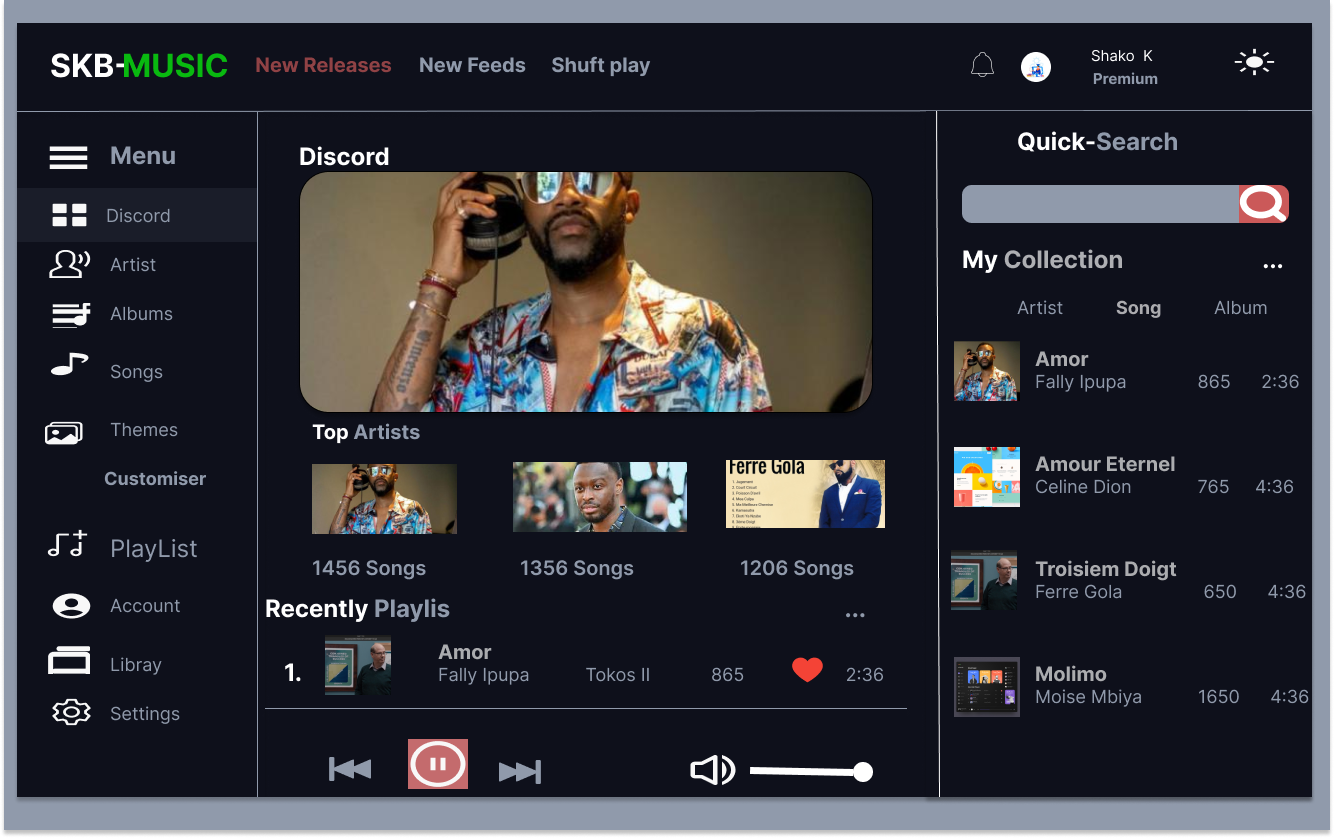 SKB-MUSIC
New Releases
New Feeds
Shuft play
Shako K
Premium
Menu
Discord
Artist
Albums
Songs
Themes
Customiser
PlayList
Account
Libray
Settings
Discord
Top Artists
Ferre Gola
1456 Songs
1356 Songs
1206 Songs
Recently Playlis
...
1.
Amor
Fally Ipupa
Tokos II
865
2:36
Quick-Search
My Collection
...
Artist
Song
Album
Amor
Fally Ipupa
865
2:36
Amour Eternel
Celine Dion
765
4:36
Troisiem Doigt
Ferre Gola
650
4:36
Molimo
Moise Mbiya
1650
4:36